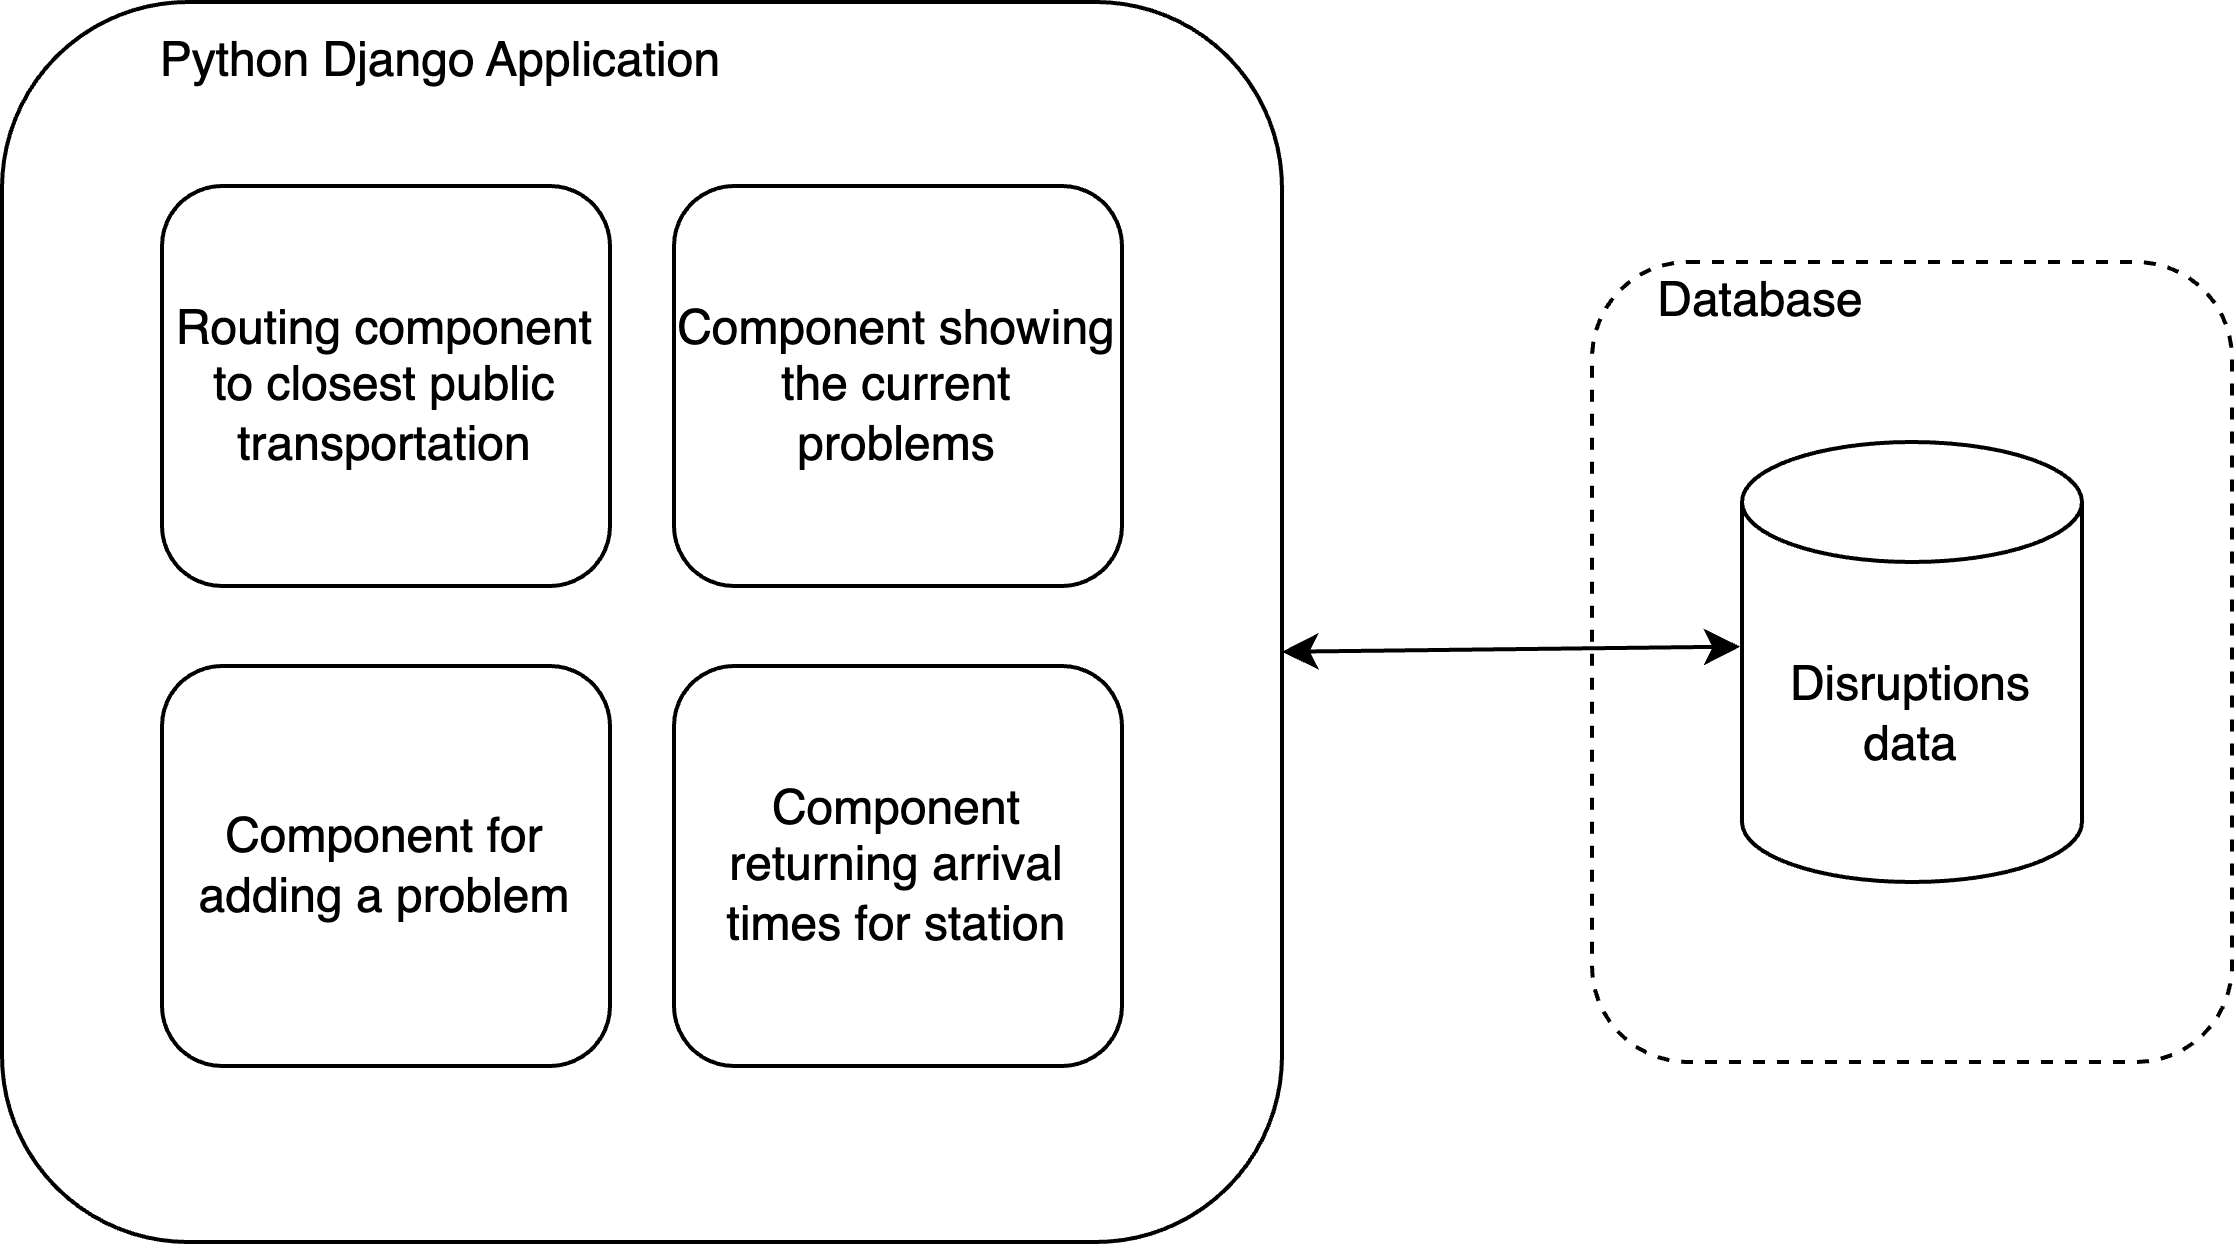 Python Django Application
Routing component
to closest public
transportation
Component showing
the current
problems
Component for
adding a problem
Component
returning arrival
times for station
Database
Disruptions
data